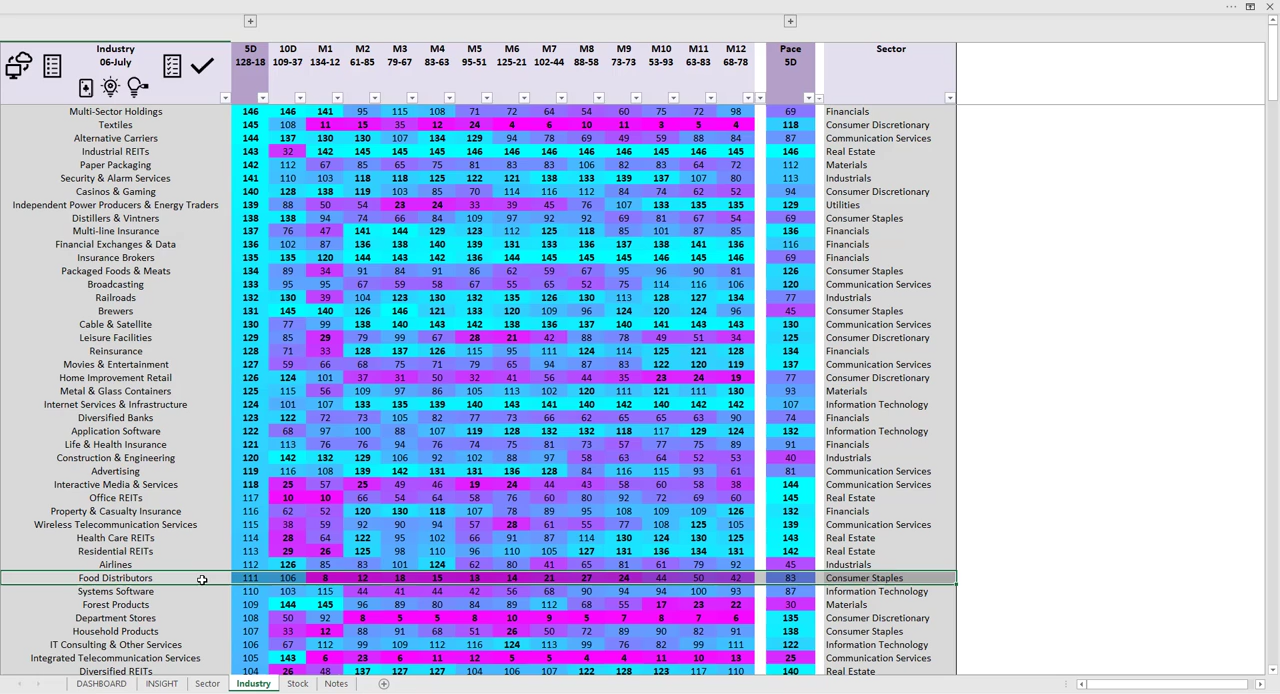 Industry 5D 10D M1 M2 M3 M4 M5 M6 M7 M8 M9 M10 M11 M12 Pace Sector
06-July 128-18 109-37 134-12 61-85 79-67 83-63 95-51 125-21 102-44 88-58 73-73 53-93 63-83 68-78 5D
Multi-Sector Holdings 146 146 141 95 115 108 71 72 64 54 60 75 72 98 69 Financials
Textiles 145 108 11 15 35 12 24 4 6 10 11 3 5 4 118 Consumer Discretionary
Alternative Carriers 144 137 130 130 107 134 129 94 78 69 49 59 88 84 87 Communication Services
Industrial REITs 143 32 142 145 145 145 146 146 146 146 145 146 145 146 Real Estate
Paper Packaging 142 112 67 85 65 75 81 83 83 106 82 83 64 72 112 Materials
Security & Alarm Services 141 110 103 118 118 125 122 121 138 133 139 137 107 80 113 Industrials
Casinos & Gaming 140 128 138 119 103 85 70 114 116 112 84 74 62 52 94 Consumer Discretionary
Independent Power Producers & Energy Traders 139 88 50 54 23 24 33 39 45 76 107 133 135 135 129 Utilities
Distillers & Vintners 138 138 94 74 66 84 109 97 92 92 69 81 67 54 69 Consumer Staples
Multi-line Insurance 137 76 47 141 144 129 123 112 125 118 85 101 87 85 136 Financials
Financial Exchanges & Data 136 102 87 136 138 140 139 131 133 136 137 138 141 136 116 Financials
Insurance Brokers 135 135 120 144 143 142 136 144 145 145 145 146 145 146 69 Financials
Packaged Foods & Meats 134 89 34 91 84 91 86 62 59 67 95 96 90 81 126 Consumer Staples
Broadcasting 133 95 95 67 59 58 67 55 65 52 75 114 116 106 120 Communication Services
Railroads 132 130 39 104 123 130 132 135 126 130 113 128 127 134 77 Industrials
Brewers 131 145 140 126 146 121 133 120 109 96 124 120 124 96 45 Consumer Staples
Cable & Satellite 130 77 99 138 140 143 142 138 136 137 140 141 143 143 130 Communication Services
Leisure Facilities 129 85 29 79 99 67 28 21 42 88 78 49 51 34 125 Consumer Discretionary
Reinsurance 128 71 33 128 137 126 115 95 111 124 114 125 121 128 134 Financials
Movies & Entertainment 127 59 66 68 75 71 79 65 94 87 83 122 120 119 137 Communication Services
Home Improvement Retail 126 124 101 37 31 50 32 41 56 44 35 23 24 19 77 Consumer Discretionary
Metal & Glass Containers 125 115 56 109 97 86 105 113 102 120 111 121 111 130 93 Materials
Internet Services & Infrastructure 124 101 107 133 135 139 140 143 141 140 142 140 142 142 107 Information Technology
Diversified Banks 123 122 72 73 105 82 77 73 66 62 65 65 63 90 74 Financials
Application Software 122 68 97 100 88 107 119 128 132 132 118 117 129 124 132 Information Technology
Life & Health Insurance 121 113 76 76 94 76 74 75 81 73 57 77 75 89 91 Financials
Construction & Engineering 120 142 132 129 106 92 102 88 97 58 63 64 52 53 40 Industrials
Advertising 119 116 108 139 142 131 131 136 128 84 116 115 93 61 81 Communication Services
Interactive Media & Services 118 25 57 25 49 46 19 24 44 43 58 60 58 38 144 Communication Services
Office REITs 117 10 10 66 54 64 58 76 60 80 92 72 69 60 145 Real Estate
Property & Casualty Insurance 116 62 52 120 130 118 107 78 89 95 108 109 109 126 132 Financials
Wireless Telecommunication Services 115 38 59 92 90 94 57 28 61 55 77 108 125 105 139 Communication Services
Health Care REITs 114 28 64 122 95 102 66 91 87 114 130 124 130 125 143 Real Estate
Residential REITs 113 29 26 125 98 110 96 110 105 127 131 136 134 131 142 Real Estate
Airlines 112 126 85 83 101 124 62 80 41 65 81 61 79 92 45 Industrials
Food Distributors 111 106 8 12 18 15 13 14 21 27 24 44 50 42 83 Consumer Staples
Systems Software 110 103 115 44 41 44 42 56 68 90 94 94 100 93 87 Information Technology
Forest Products 109 144 145 96 89 80 84 89 112 68 55 17 23 22 30 Materials
Department Stores 108 50 92 8 5 5 8 10 9 5 7 8 7 6 135 Consumer Discretionary
Household Products 107 33 12 88 91 68 51 26 50 72 89 90 82 91 138 Consumer Staples
IT Consulting & Other Services 106 67 112 99 109 112 116 124 113 99 76 82 99 111 122 Information Technology
Integrated Telecommunication Services 105 143 6 23 6 11 12 5 5 4 4 11 10 13 25 Communication Services
Diversified REITs 104 26 48 137 127 127 104 106 107 122 128 123 117 110 140 Real Estate
DASHBOARD INSIGHT Sector Industry Stock Notes